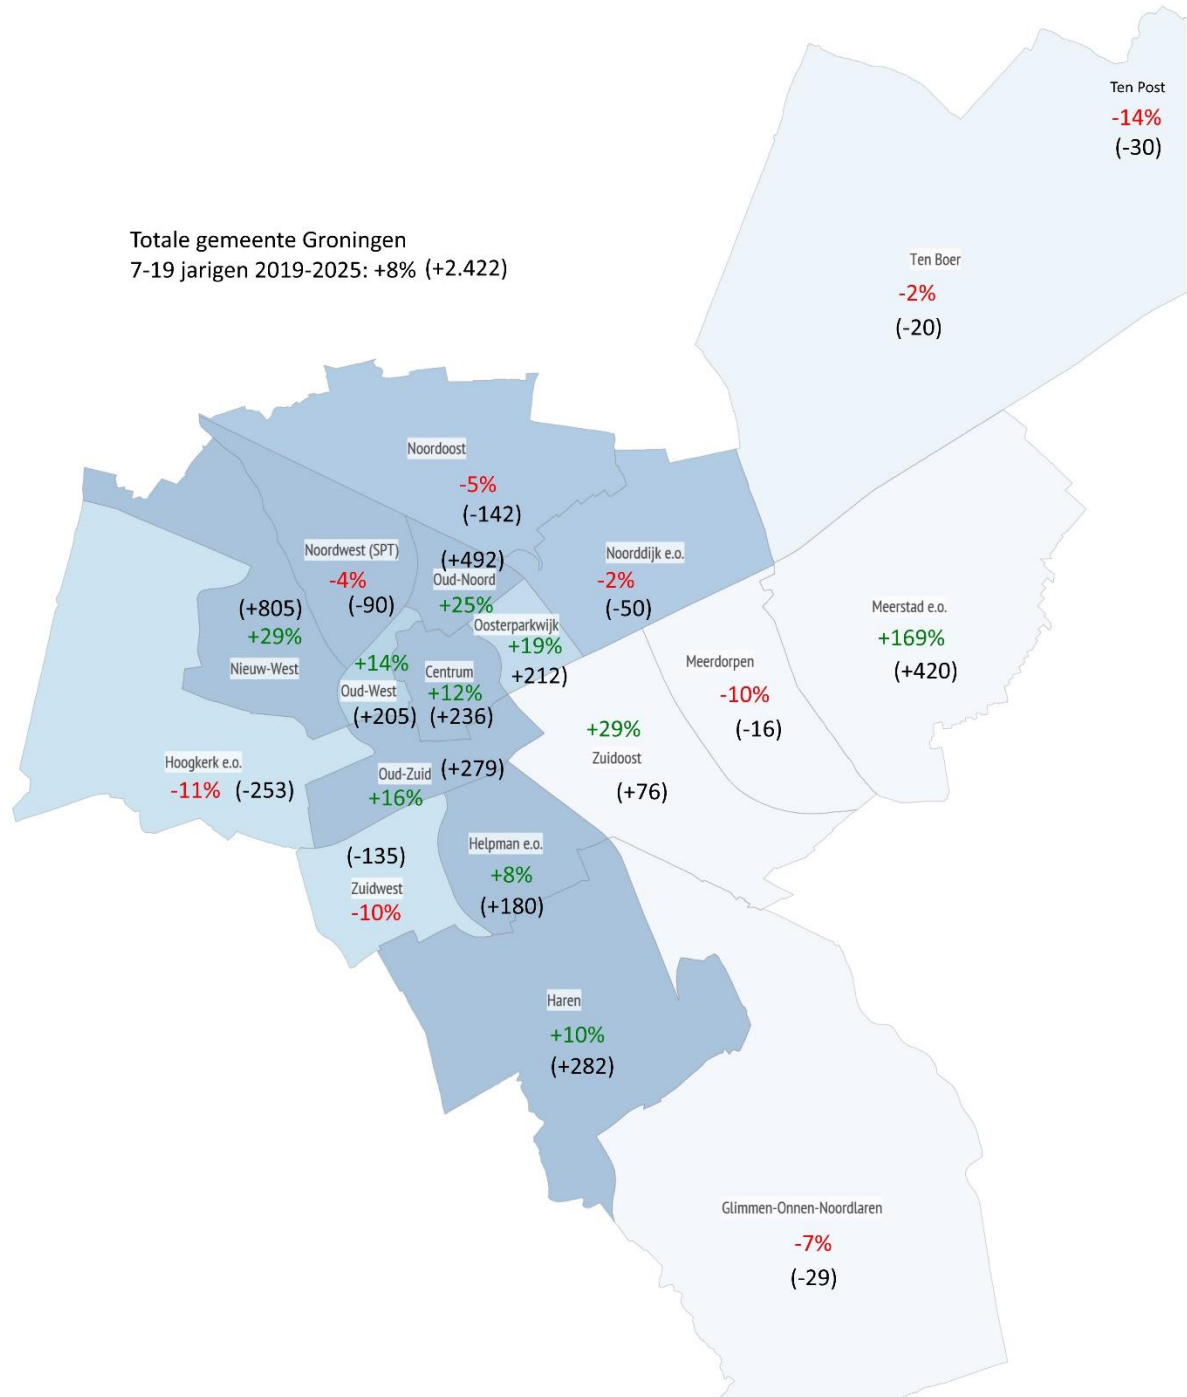 Ten Post
-14%
(-30)
Totale gemeente Groningen
7-19 jarigen 2019-2025: +8% (+2.422)
Ten Boer
-2%
(-20)
Noordoost
-5%
(-142)
Noordwest (SPT)
-4%
(-90)
(+492)
Oud-Noord
+25%
Noorddijk e.o.
-2%
(-50)
(+805)
+29%
Nieuw-West
Oosterparkwijk
+19%
+212)
Meerstad e.o.
+169%
(+420)
+14%
Oud-West
(+205)
Centrum
+12%
(+236)
Meerdorpen
-10%
(-16)
+29%
Zuidoost
(+76)
Hoogkerk e.o.
-11% (-253)
(+279)
Oud-Zuid
+16%
(-135)
Zuidwest
-10%
Helpman e.o.
+8%
(+180)
Haren
+10%
(+282)
Glimmen-Onnen-Noordlaren
-7%
(-29)